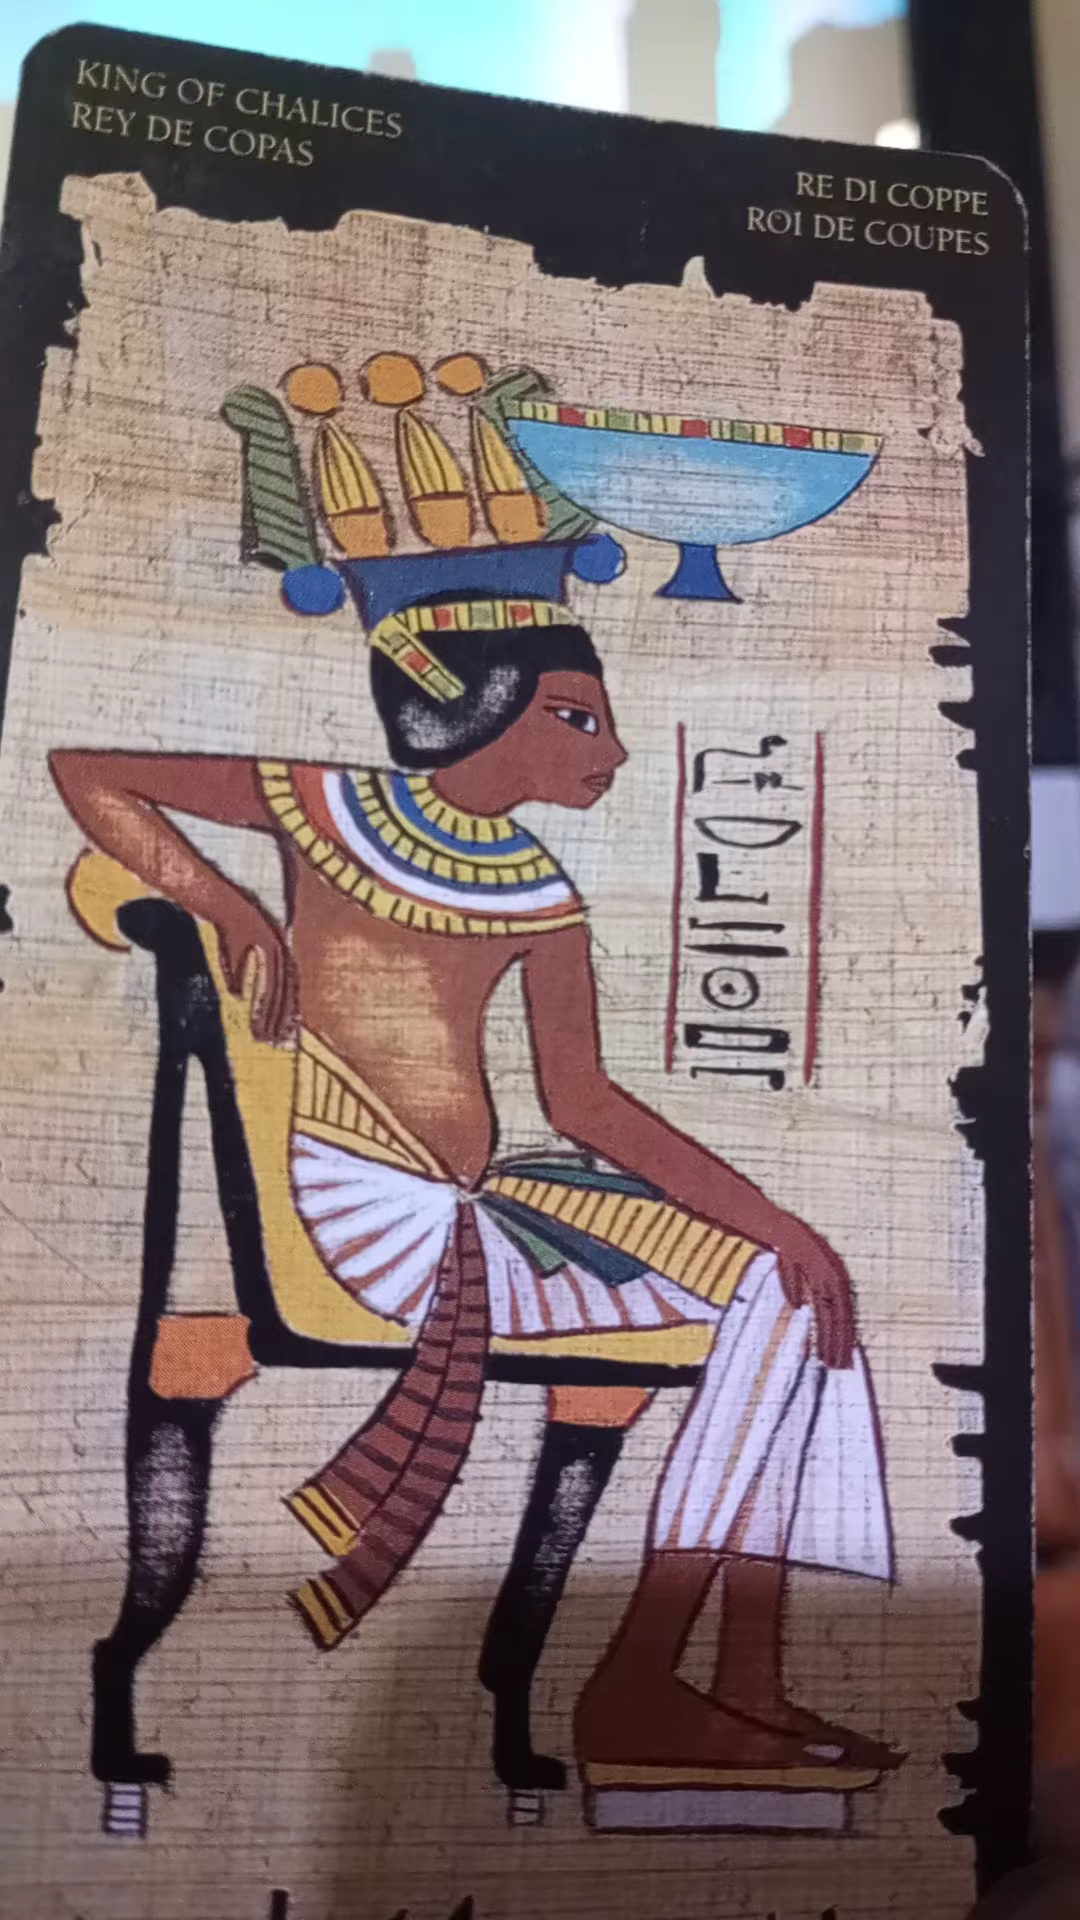 KING OF CHALICES
REY DE COPAS
RE DI COPPE
ROI DE COUPES